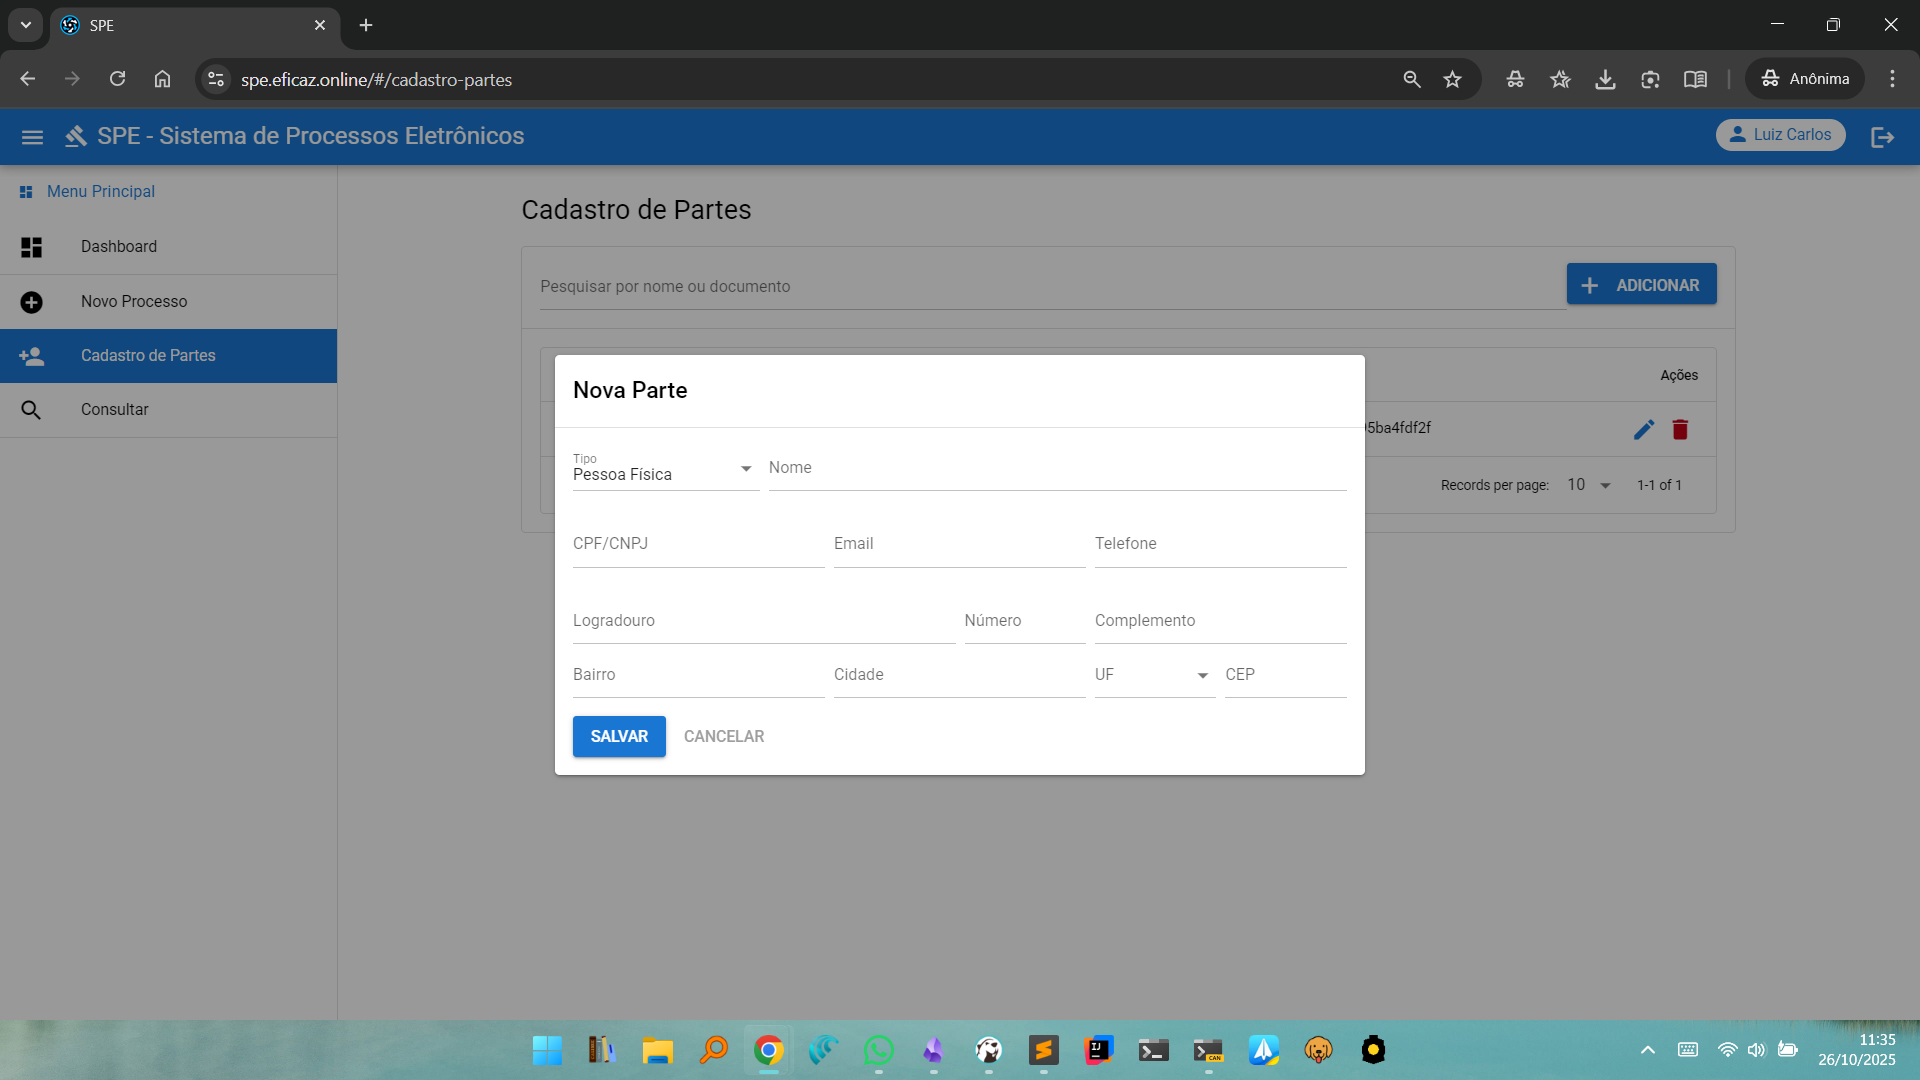 SPE
spe.eficaz.online/#/cadastro-partes
Anônima
SPE - Sistema de Processos Eletrônicos
Luiz Carlos
Menu Principal
Dashboard
Novo Processo
Cadastro de Partes
Consultar
Cadastro de Partes
Pesquisar por nome ou documento
ADICIONAR
Ações
5ba4fdf2f
Records per page:
10
1-1 of 1
Nova Parte
Tipo
Pessoa Física
Nome
CPF/CNPJ
Email
Telefone
Logradouro
Número
Complemento
Bairro
Cidade
UF
CEP
SALVAR
CANCELAR
IJ
CAN
11:35
26/10/2025